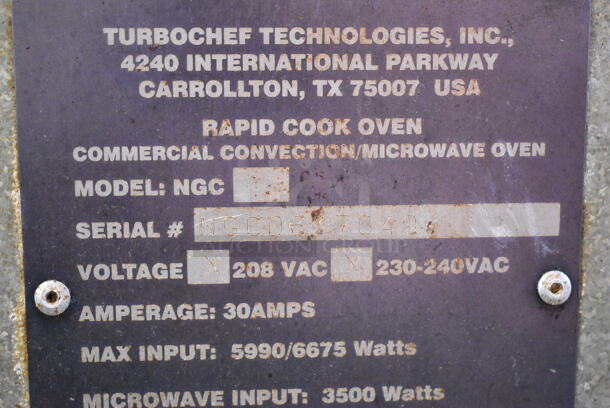 TURBOCHEF TECHNOLOGIES, INC.,
4240 INTERNATIONAL PARKWAY
CARROLLTON, TX 75007 USA
RAPID COOK OVEN
COMMERCIAL CONVECTION/MICROWAVE OVEN
MODEL: NGC
SERIAL #
VOLTAGE X 208 VAC X 230-240VAC
AMPERAGE: 30AMPS
MAX INPUT: 5990/6675 Watts
MICROWAVE INPUT: 3500 Watts